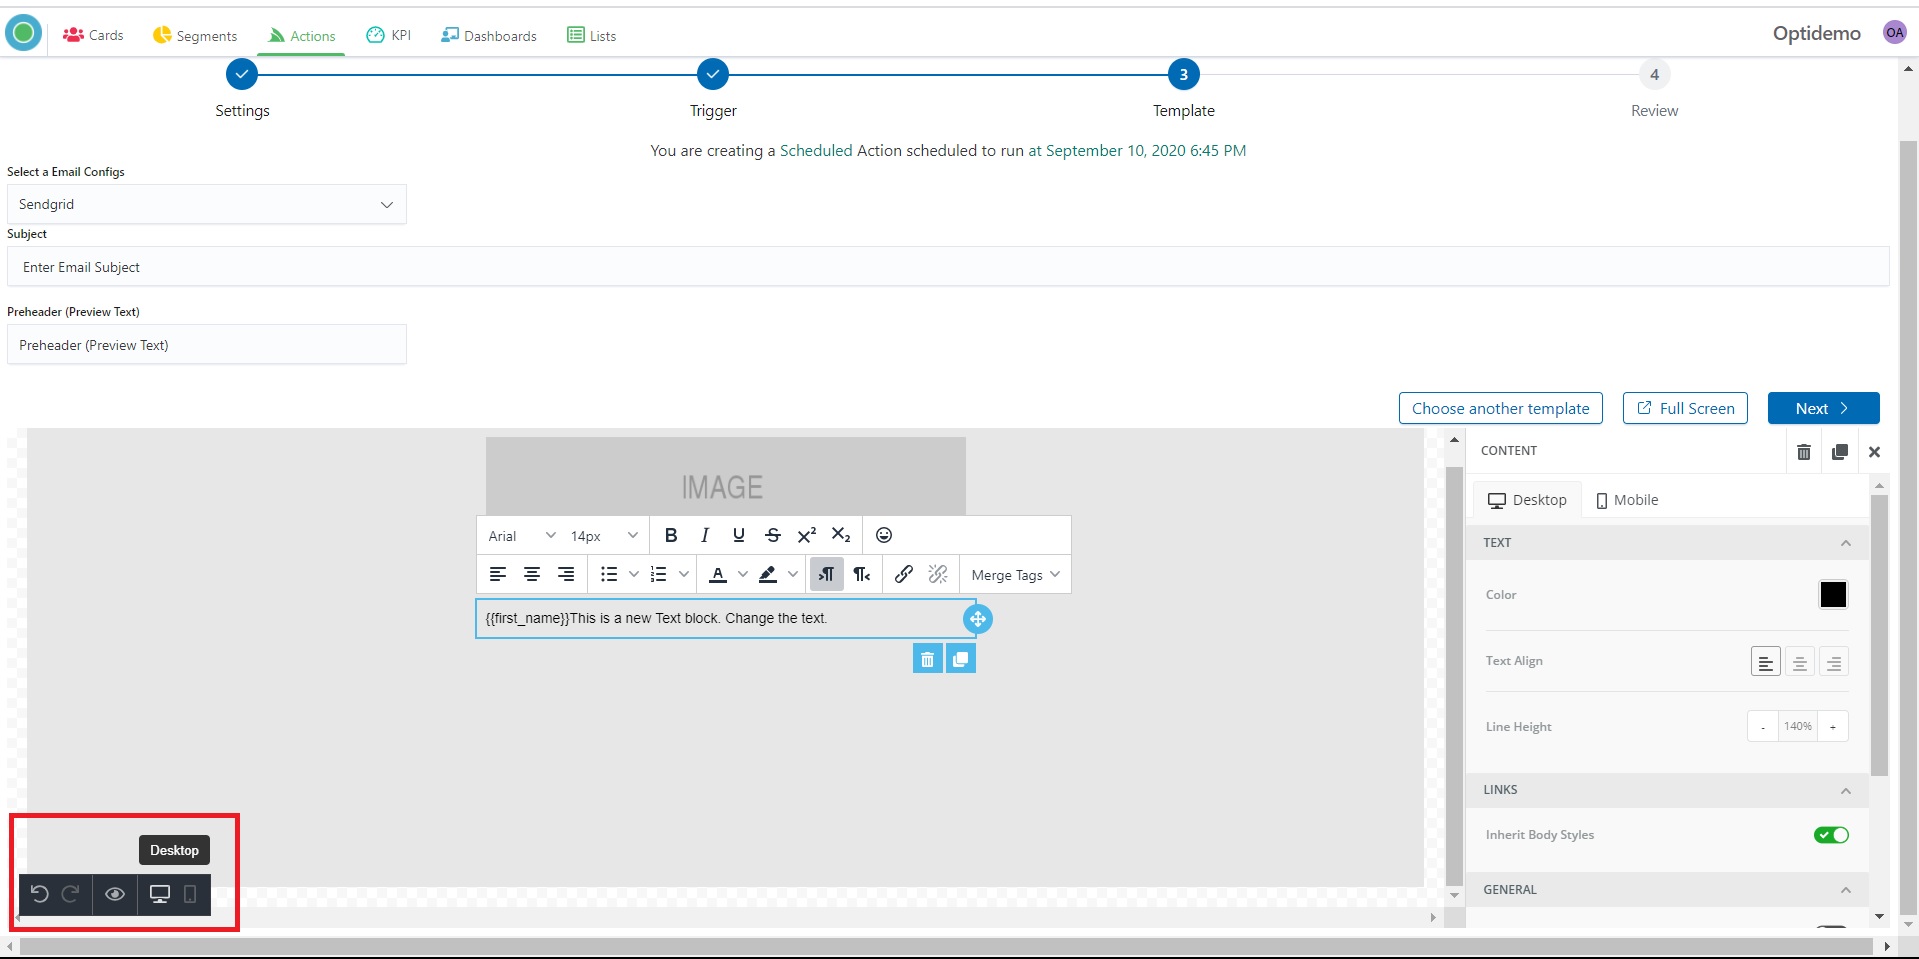 Cards Segments Actions KPI Dashboards Lists Optidemo OA
3 4
Settings Trigger Template Review
You are creating a Scheduled Action scheduled to run at September 10, 2020 6:45 PM
Select a Email Configs
Sendgrid
Subject
Enter Email Subject
Preheader (Preview Text)
Preheader (Preview Text)
Choose another template Full Screen Next
CONTENT
IMAGE
Desktop Mobile
Arial 14px B I U S X² X₂
TEXT
Merge Tags
Color
{{first_name}}This is a new Text block. Change the text.
Text Align
Line Height - 140% +
LINKS
Inherit Body Styles
Desktop
GENERAL